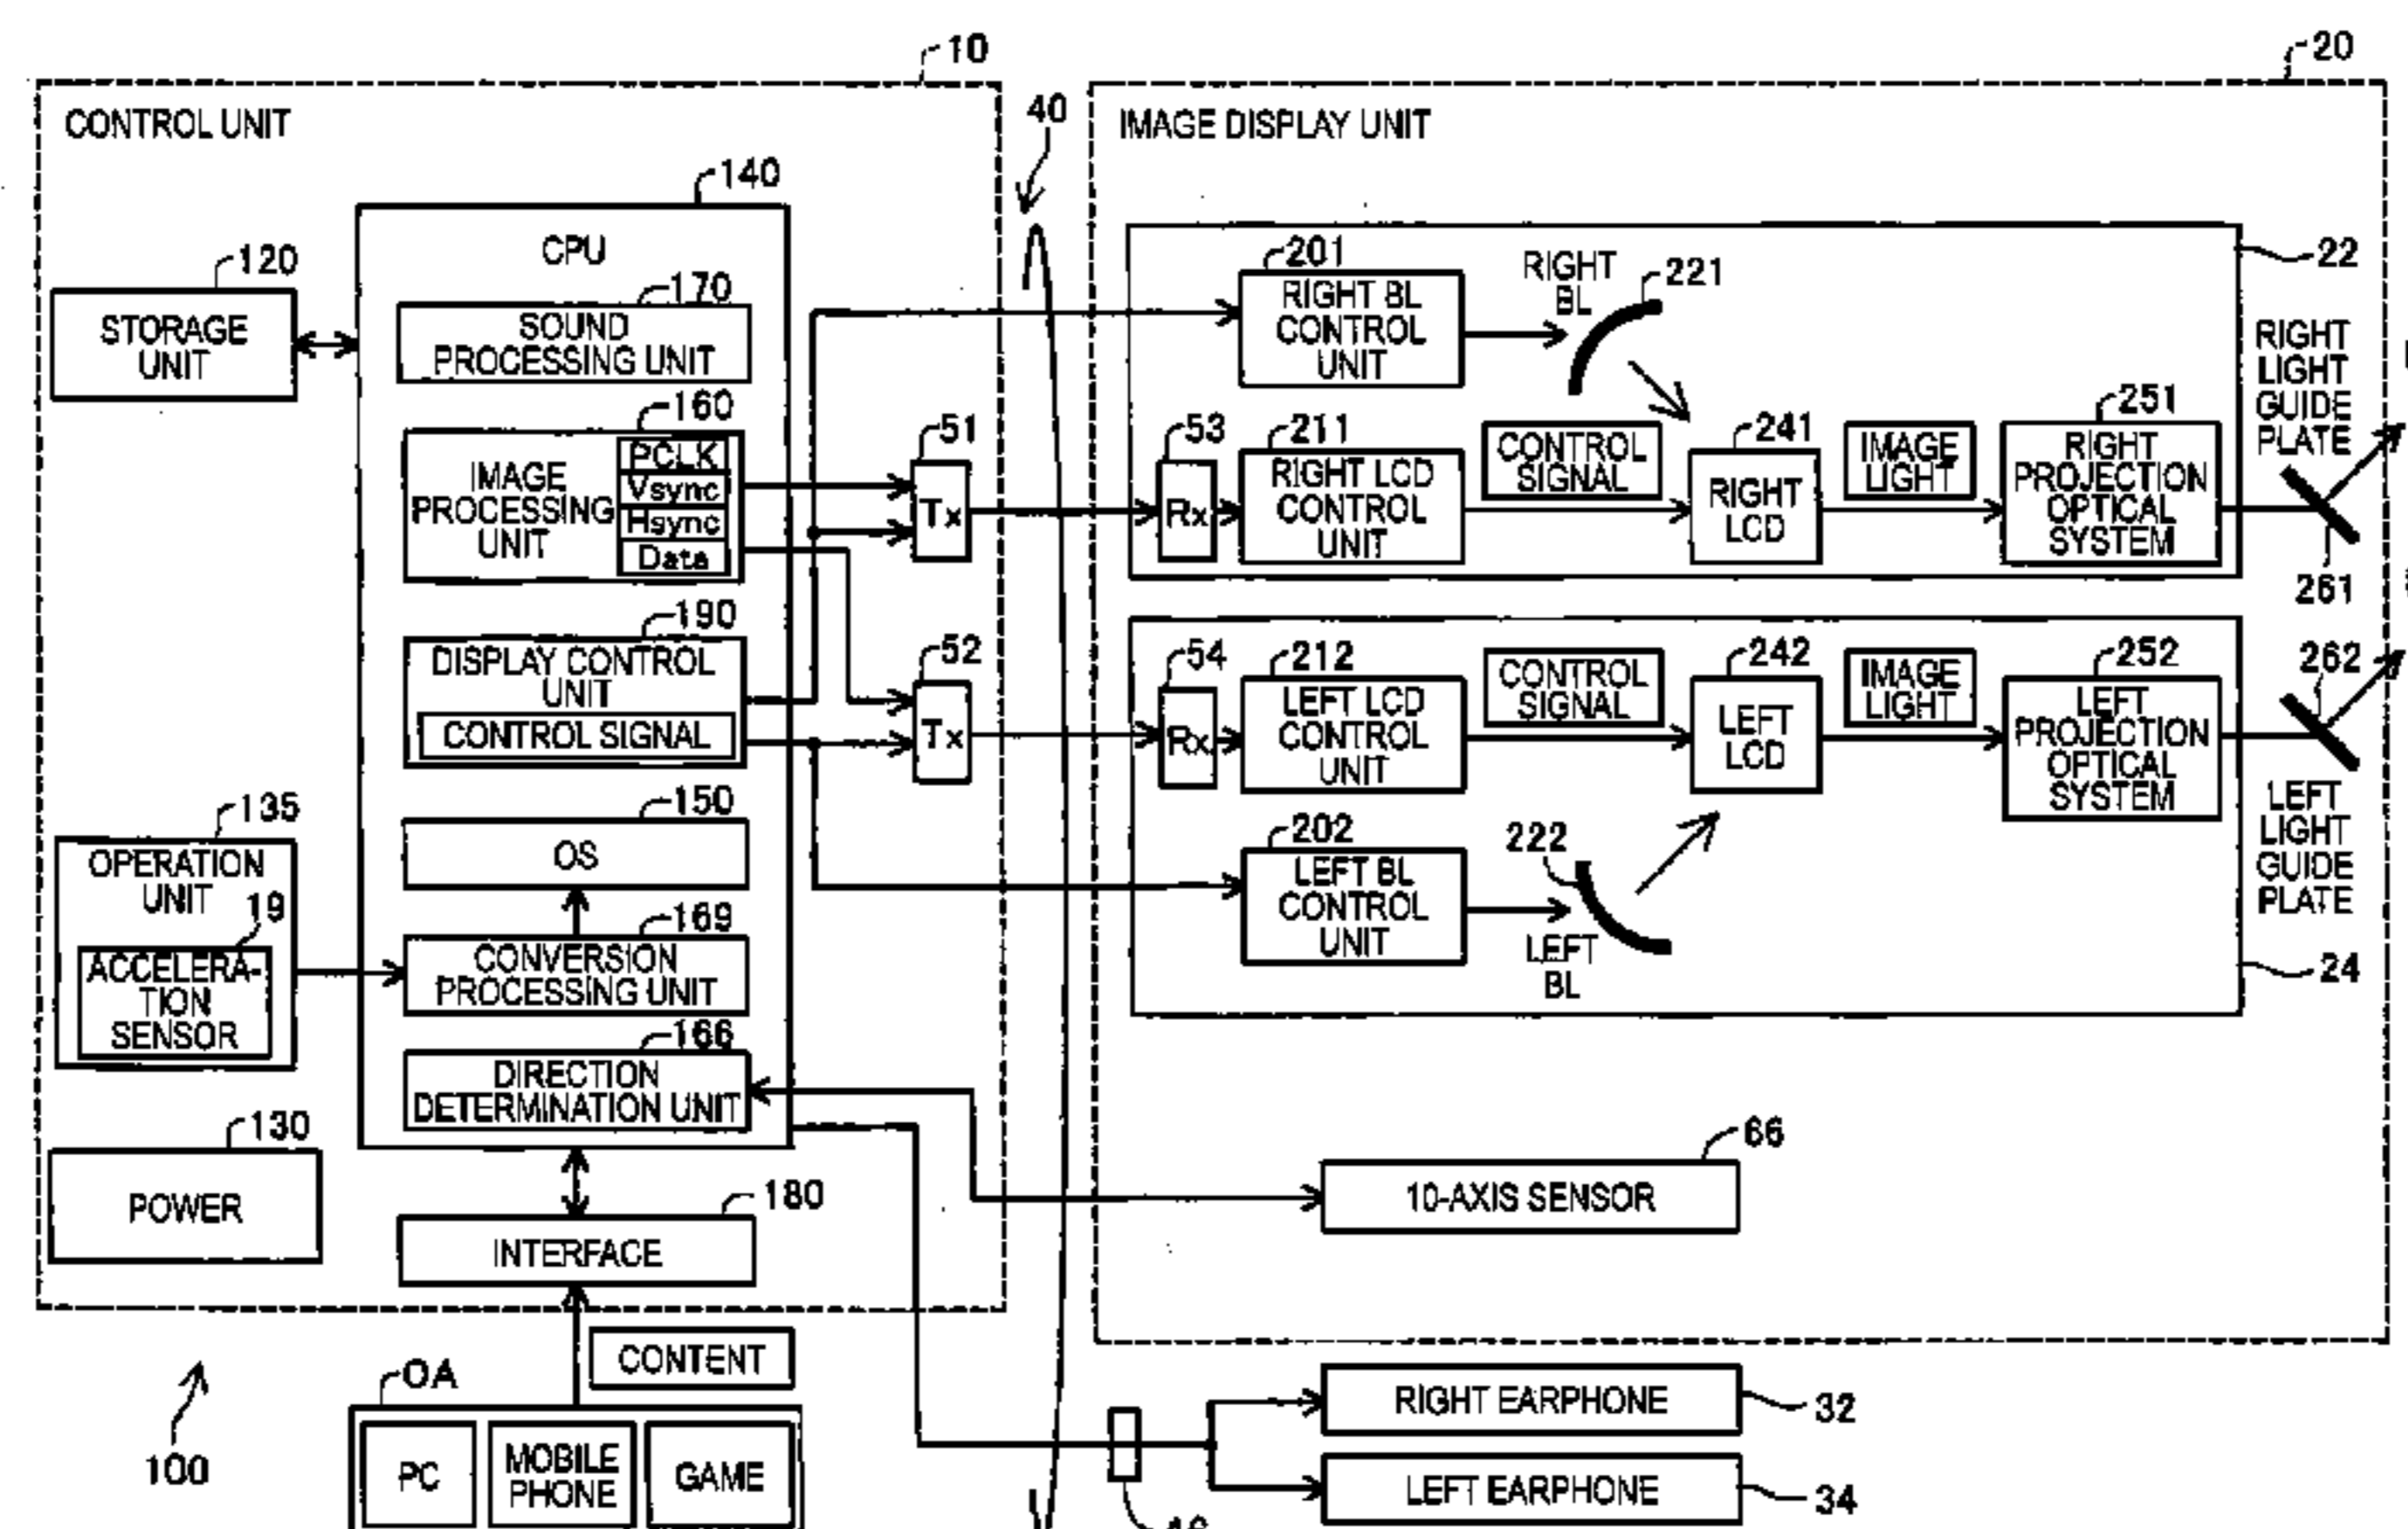 10
20
CONTROL UNIT
40
IMAGE DISPLAY UNIT
140
CPU
120
STORAGE
UNIT
170
SOUND
PROCESSING UNIT
160
IMAGE
PROCESSING
UNIT
PCLK
Vsync
Hsync
Data
51
Tx
190
DISPLAY CONTROL
UNIT
CONTROL SIGNAL
52
Tx
150
OS
135
OPERATION
UNIT
19
ACCELERA-
TION
SENSOR
169
CONVERSION
PROCESSING UNIT
166
DIRECTION
DETERMINATION UNIT
130
POWER
180
INTERFACE
CONTENT
OA
PC
MOBILE
PHONE
GAME
100
22
201
RIGHT BL
CONTROL
UNIT
RIGHT
BL
221
53
Rx
211
RIGHT LCD
CONTROL
UNIT
CONTROL
SIGNAL
241
RIGHT
LCD
IMAGE
LIGHT
251
RIGHT
PROJECTION
OPTICAL
SYSTEM
RIGHT
LIGHT
GUIDE
PLATE
261
54
Rx
212
LEFT LCD
CONTROL
UNIT
CONTROL
SIGNAL
242
LEFT
LCD
IMAGE
LIGHT
252
LEFT
PROJECTION
OPTICAL
SYSTEM
262
LEFT
LIGHT
GUIDE
PLATE
202
LEFT BL
CONTROL
UNIT
222
LEFT
BL
24
66
10-AXIS SENSOR
RIGHT EARPHONE
32
LEFT EARPHONE
34